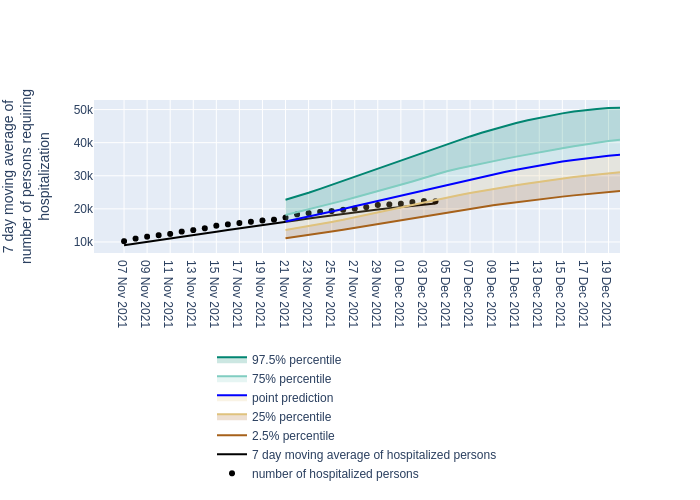 7 day moving average of
number of persons requiring
hospitalization
50k
40k
30k
20k
10k
07 Nov 2021
09 Nov 2021
11 Nov 2021
13 Nov 2021
15 Nov 2021
17 Nov 2021
19 Nov 2021
21 Nov 2021
23 Nov 2021
25 Nov 2021
27 Nov 2021
29 Nov 2021
01 Dec 2021
03 Dec 2021
05 Dec 2021
07 Dec 2021
09 Dec 2021
11 Dec 2021
13 Dec 2021
15 Dec 2021
17 Dec 2021
19 Dec 2021
97.5% percentile
75% percentile
point prediction
25% percentile
2.5% percentile
7 day moving average of hospitalized persons
number of hospitalized persons